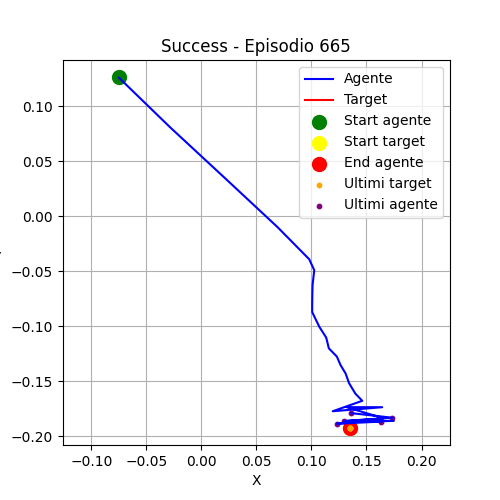 Success - Episodio 665
Agente
Target
Start agente
Start target
End agente
Ultimi target
Ultimi agente
0.10
0.05
0.00
−0.05
−0.10
−0.15
−0.20
−0.10
−0.05
0.00
0.05
0.10
0.15
0.20
X